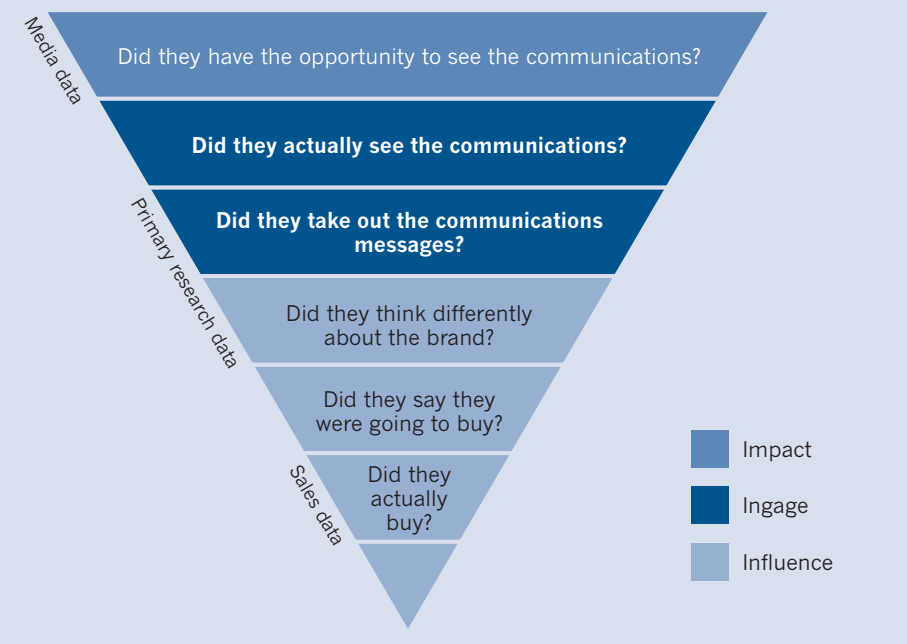 Media data
Did they have the opportunity to see the communications?
Did they actually see the communications?
Primary research data
Did they take out the communications
messages?
Did they think differently
about the brand?
Did they say they
were going to buy?
Sales data
Did they
actually
buy?
Impact
Ingage
Influence